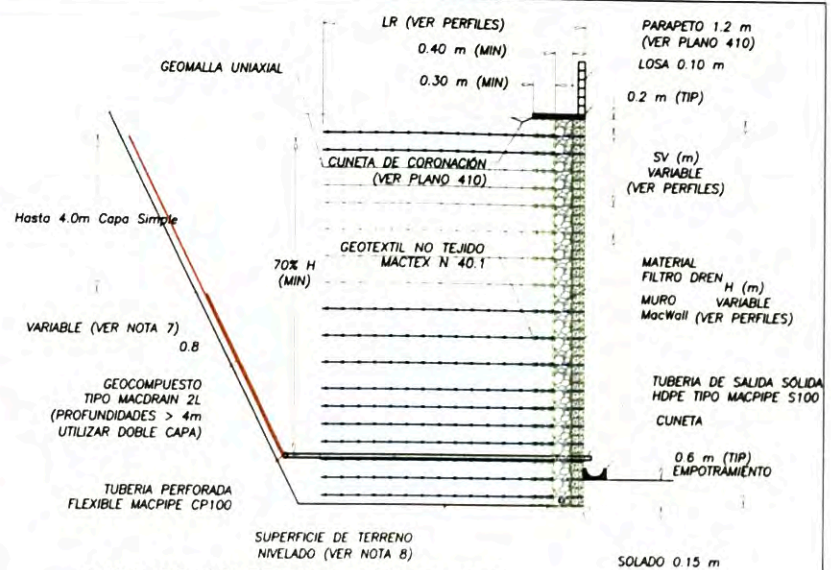 LR (VER PERFILES)
0.40 m (MIN)
0.30 m (MIN)
GEOMALLA UNIAXIAL
PARAPETO 1.2 m
(VER PLANO 410)
LOSA 0.10 m
0.2 m (TIP)
CUNETA DE CORONACIÓN
(VER PLANO 410)
SV (m)
VARIABLE
(VER PERFILES)
Hasta 4.0m Capa Simple
GEOTEXTIL NO TEJIDO
MACTEX N 40.1
70% H
(MIN)
MATERIAL
FILTRO DREN
H (m)
MURO VARIABLE
MacWall (VER PERFILES)
VARIABLE (VER NOTA 7)
0.8
GEOCOMPUESTO
TIPO MACDRAIN 2L
(PROFUNDIDADES > 4m
UTILIZAR DOBLE CAPA)
TUBERIA DE SALIDA SÓLIDA
HDPE TIPO MACPIPE S100
CUNETA
0.6 m (TIP)
EMPOTRAMIENTO
TUBERIA PERFORADA
FLEXIBLE MACPIPE CP100
SUPERFICIE DE TERRENO
NIVELADO (VER NOTA 8)
SOLADO 0.15 m